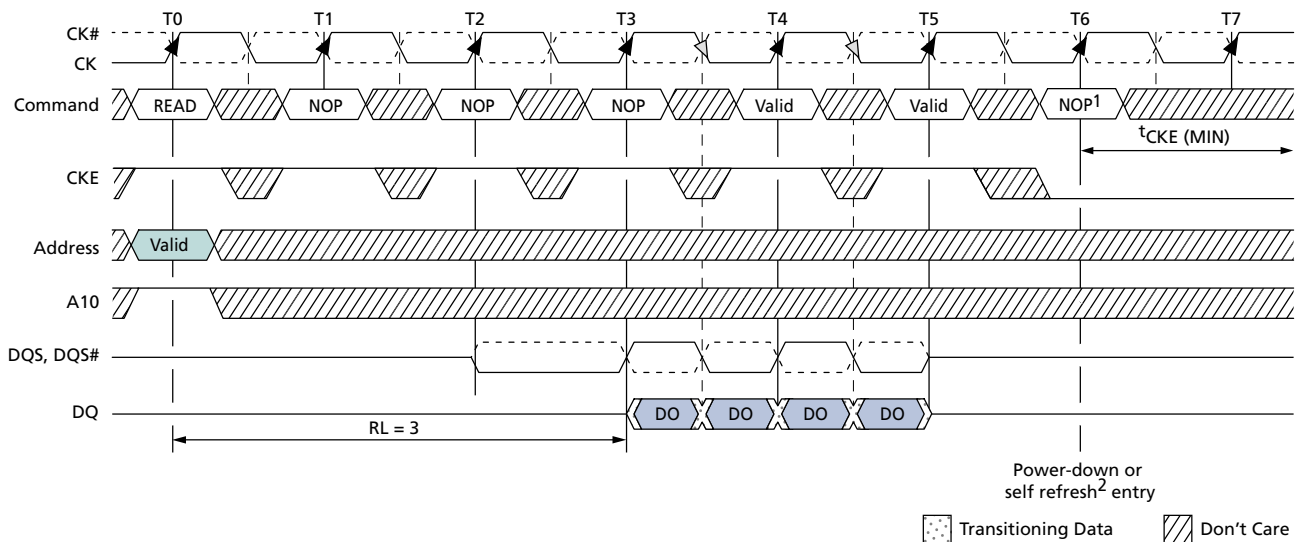 T0 T1 T2 T3 T4 T5 T6 T7
CK#
CK
Command READ NOP NOP NOP Valid Valid NOP1
tCKE (MIN)
CKE
Address Valid
A10
DQS, DQS#
DQ DO DO DO DO
RL = 3
Power-down or
self refresh2 entry
Transitioning Data Don't Care